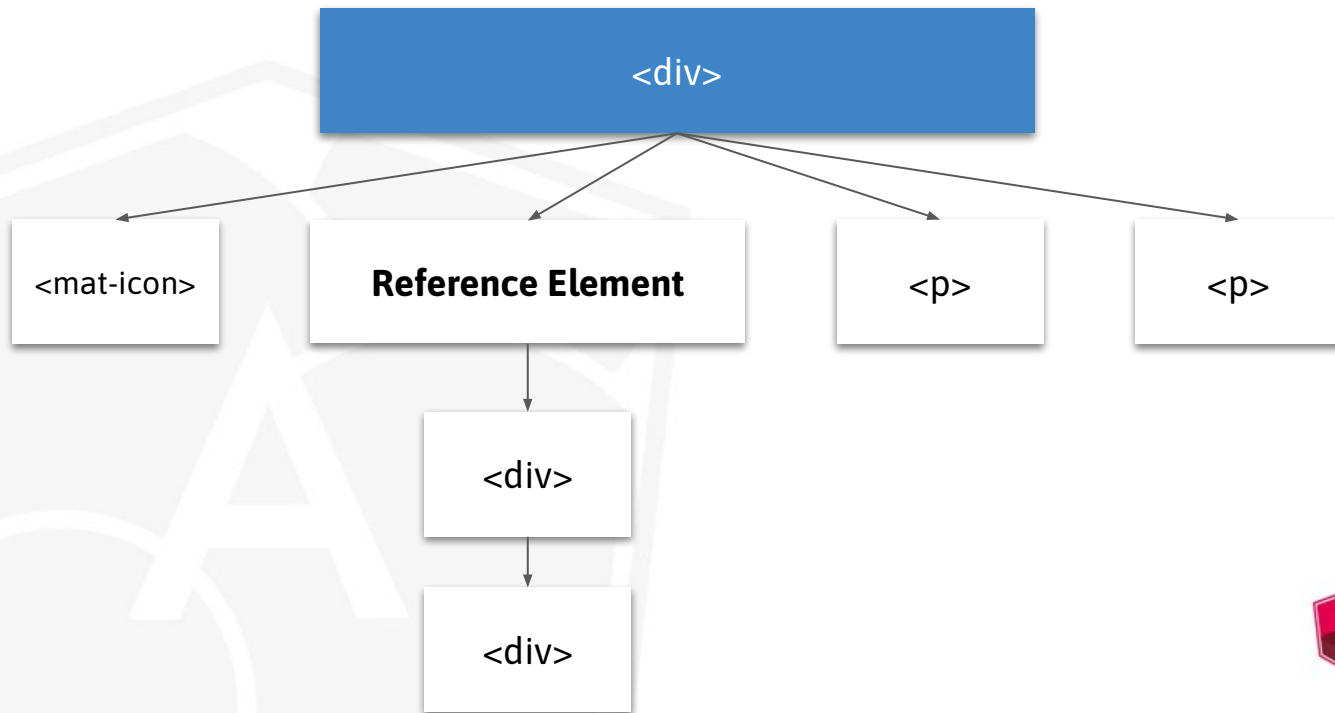 <div>
<mat-icon>
Reference Element
<p>
<p>
<div>
<div>